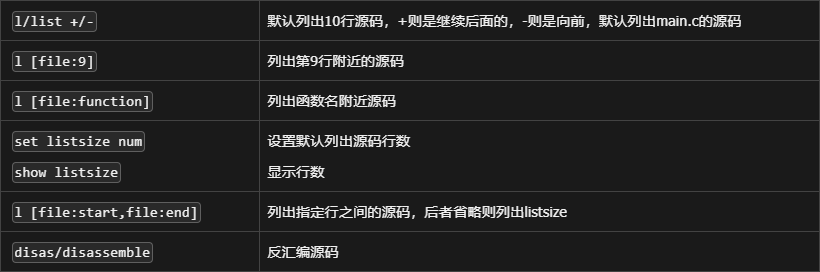 l/list +/- 默认列出10行源码，+则是继续后面的，-则是向前，默认列出main.c的源码
l [file:9] 列出第9行附近的源码
l [file:function] 列出函数名附近源码
set listsize num 设置默认列出源码行数
show listsize 显示行数
l [file:start,file:end] 列出指定行之间的源码，后者省略则列出listsize
disas/disassemble 反汇编源码